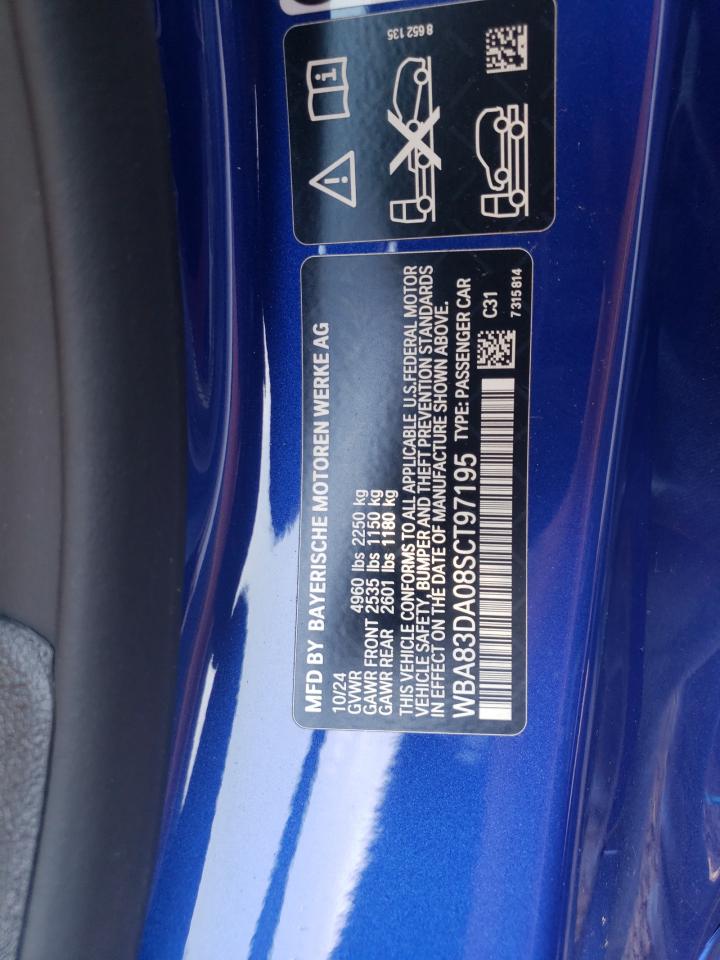 MFD BY BAYERISCHE MOTOREN WERKE AG
10/24
GVWR 4960 lbs 2250 kg
GAWR FRONT 2535 lbs 1150 kg
GAWR REAR 2601 lbs 1180 kg
THIS VEHICLE CONFORMS TO ALL APPLICABLE U.S.FEDERAL MOTOR
VEHICLE SAFETY, BUMPER AND THEFT PREVENTION STANDARDS
IN EFFECT ON THE DATE OF MANUFACTURE SHOWN ABOVE.
WBA83DA08SCT97195 TYPE: PASSENGER CAR
C31
7 315 814
8 652 135